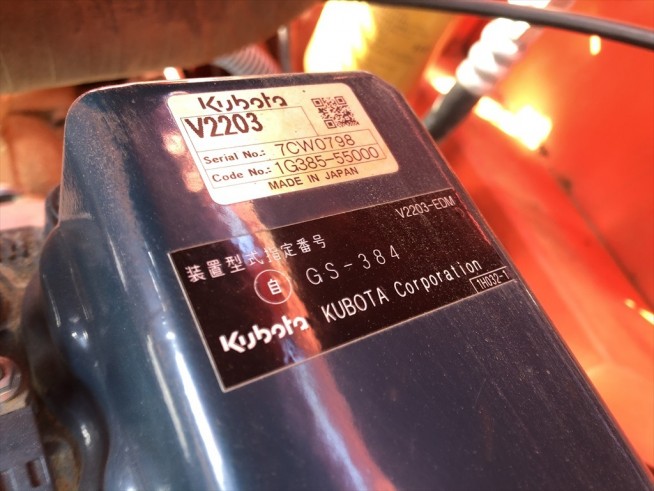 Kubota
V2203
Serial No.: 7CW0798
Code No.: 1G385-55000
MADE IN JAPAN
V2203-EDM
装置型式指定番号
自 GS-384
Kubota KUBOTA Corporation
1H032-1